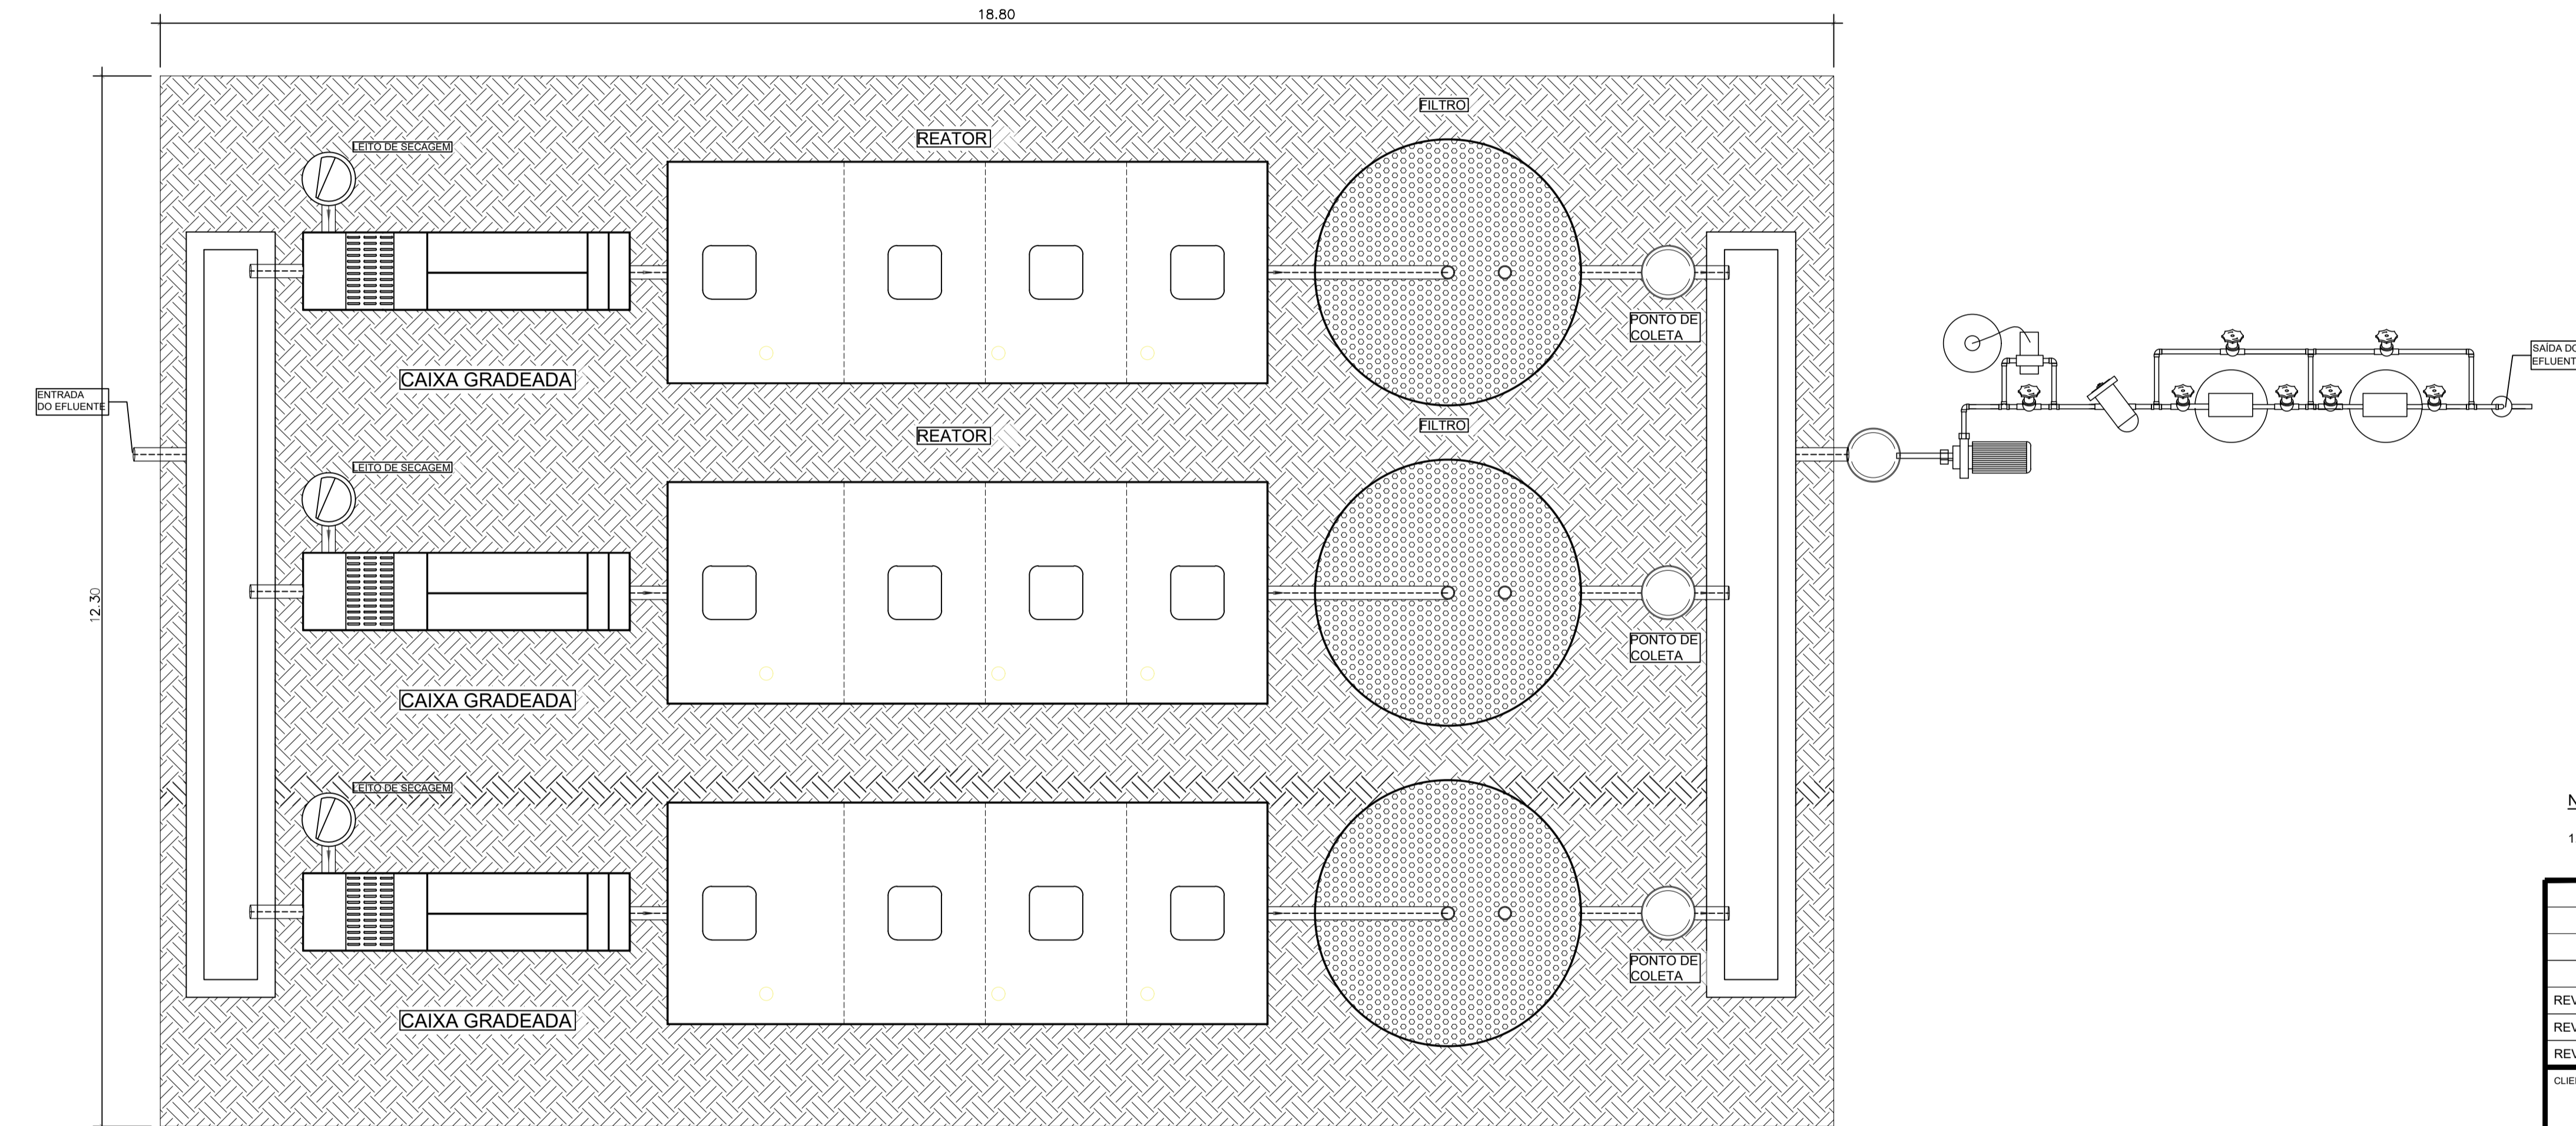 18.80
FILTRO
REATOR
LEITO DE SECAGEM
PONTO DE
COLETA
CAIXA GRADEADA
ENTRADA
DO EFLUENTE
SAÍDA DO
EFLUENT
FILTRO
REATOR
LEITO DE SECAGEM
12.30
PONTO DE
COLETA
CAIXA GRADEADA
LEITO DE SECAGEM
N
1
PONTO DE
COLETA
CAIXA GRADEADA
REV
REV
REV
CLIE